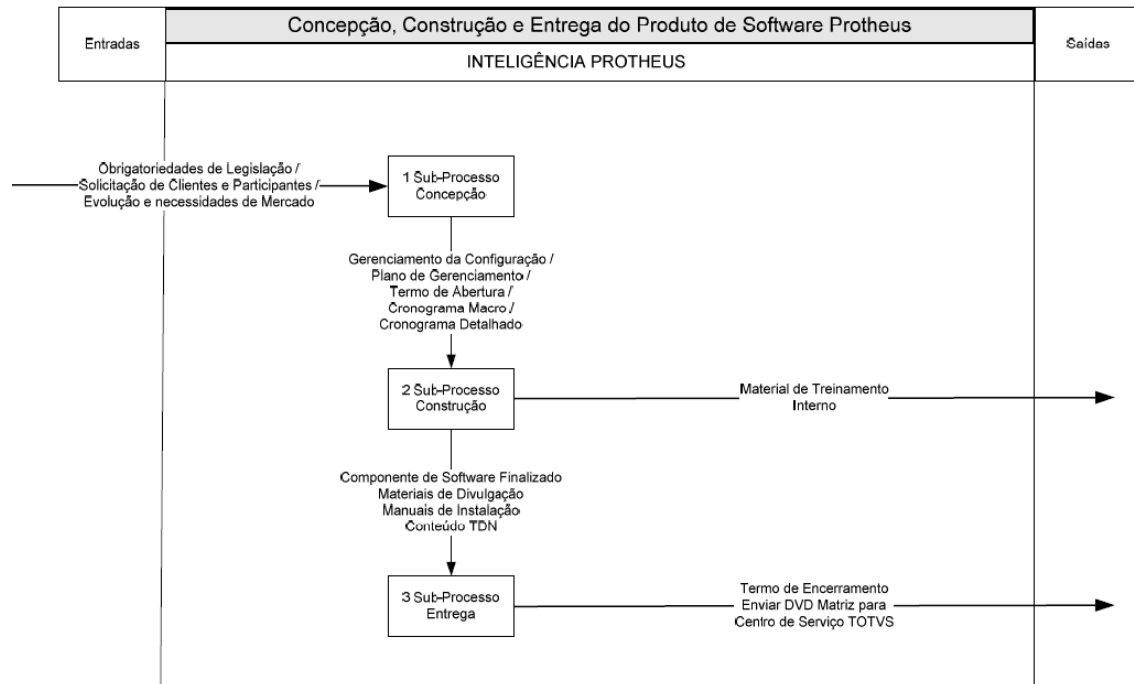 Entradas
Concepção, Construção e Entrega do Produto de Software Protheus
INTELIGÊNCIA PROTHEUS
Saídas
Obrigatoriedades de Legislação /
Solicitação de Clientes e Participantes /
Evolução e necessidades de Mercado
1 Sub-Processo
Concepção
Gerenciamento da Configuração /
Plano de Gerenciamento /
Termo de Abertura /
Cronograma Macro /
Cronograma Detalhado
2 Sub-Processo
Construção
Material de Treinamento
Interno
Componente de Software Finalizado
Materiais de Divulgação
Manuais de Instalação
Conteúdo TDN
3 Sub-Processo
Entrega
Termo de Encerramento
Enviar DVD Matriz para
Centro de Serviço TOTVS